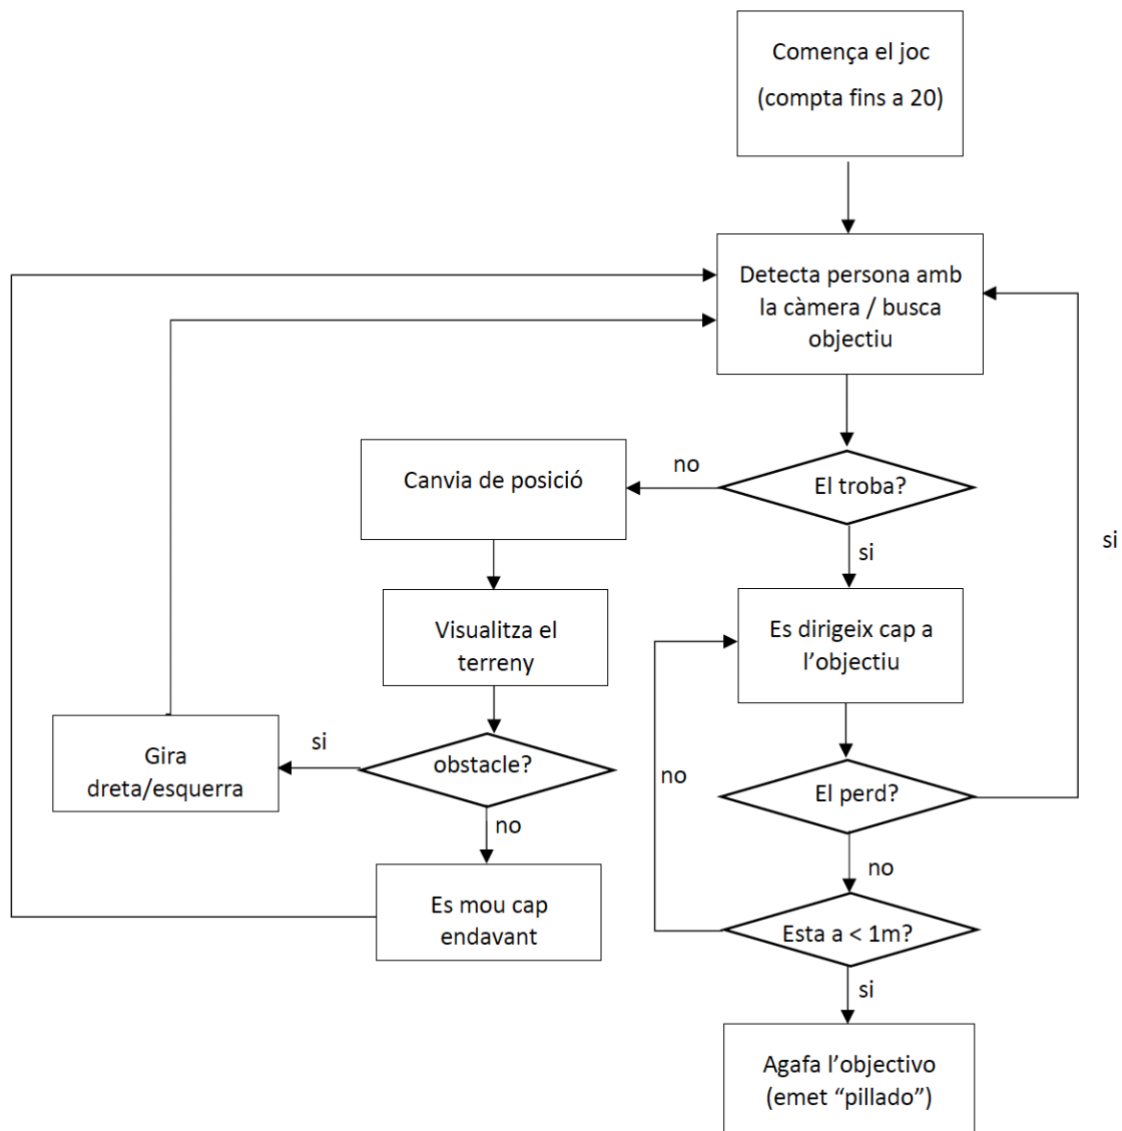 Comença el joc
(compta fins a 20)
Detecta persona amb
la càmera / busca
objectiu
El troba?
no
si
Canvia de posició
Visualitza el
terreny
obstacle?
si
no
Gira
dreta/esquerra
Es mou cap
endavant
Es dirigeix cap a
l’objectiu
El perd?
si
no
Esta a < 1m?
no
si
Agafa l’objectivo
(emet “pillado”)